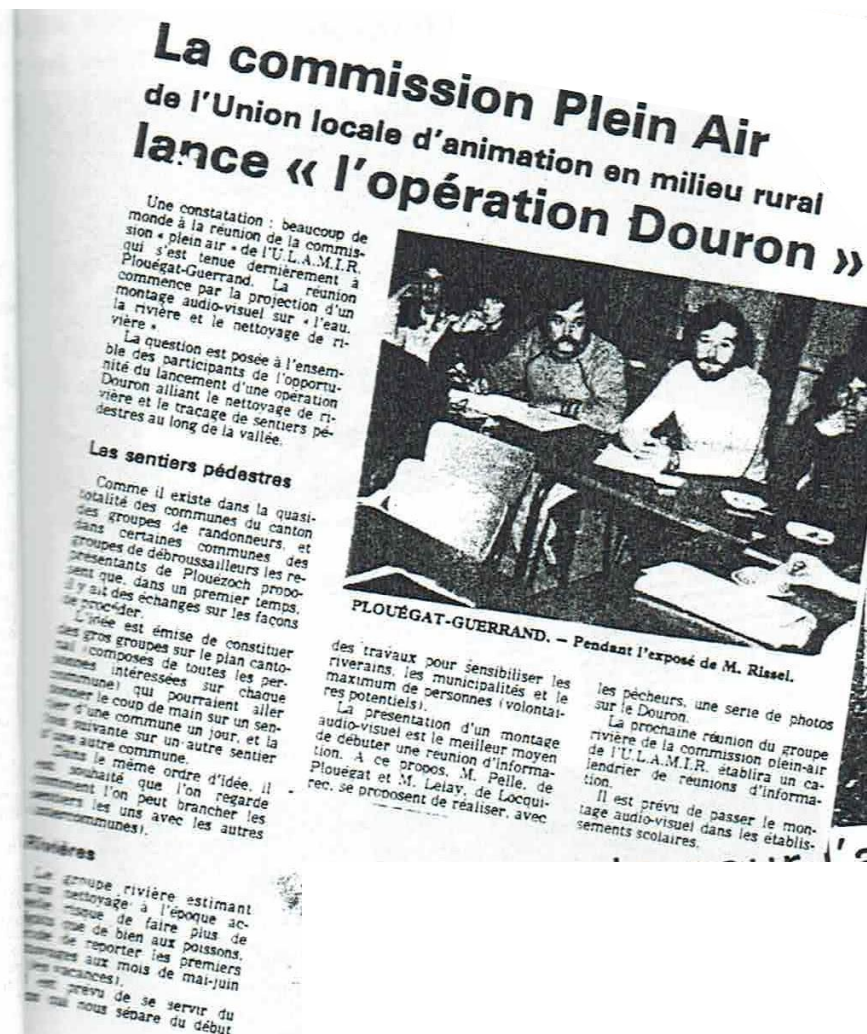 La commission Plein Air
de l'Union locale d'animation en milieu rural
lance « l'opération Douron »
Une constatation : beaucoup de
monde à la réunion de la commis-
sion « plein air » de l'U.L.A.M.I.R.
qui s'est tenue dernièrement à
Plouégat-Guerrand. La réunion
commence par la projection d'un
montage audio-visuel sur « l'eau,
la rivière et le nettoyage de ri-
vière ».
La question est posée à l'ensem-
ble des participants de l'opportu-
nité du lancement d'une opération
Douron alliant le nettoyage de ri-
vière et le tracage de sentiers pé-
destres au long de la vallée.
Les sentiers pédestres
Comme il existe dans la quasi-
totalité des communes du canton
des groupes de randonneurs, et
dans certaines communes des
groupes de débroussailleurs les re-
présentants de Plouézoch propo-
sent que, dans un premier temps,
il y ait des échanges sur les façons
de procéder.
L'idée est émise de constituer
des gros groupes sur le plan canto-
nal (composés de toutes les per-
sonnes intéressées sur chaque
commune) qui pourraient aller
donner le coup de main sur un sen-
tier d'une commune un jour, et la
fois suivante sur un autre sentier
d'une autre commune.
Dans le même ordre d'idée, il
est souhaité que l'on regarde
comment l'on peut brancher les
sentiers les uns avec les autres
(intercommunes).
Rivières
Le groupe rivière estimant
qu'un nettoyage à l'époque ac-
tuelle risque de faire plus de
que de bien aux poissons,
de reporter les premiers
nettoyages aux mois de mai-juin
les vacances).
est prévu de se servir du
qui nous sépare du début
PLOUÉGAT-GUERRAND. — Pendant l'exposé de M. Rissel.
des travaux pour sensibiliser les
riverains, les municipalités et le
maximum de personnes (volontai-
res potentiels).
La présentation d'un montage
audio-visuel est le meilleur moyen
de débuter une réunion d'informa-
tion. A ce propos, M. Pelle, de
Plouégat et M. Lelay, de Locqui-
rec, se proposent de réaliser, avec
les pêcheurs, une série de photos
sur le Douron.
La prochaine réunion du groupe
rivière de la commission plein-air
de l'U.L.A.M.I.R. établira un ca-
lendrier de réunions d'informa-
tion.
Il est prévu de passer le mon-
tage audio-visuel dans les établis-
sements scolaires.